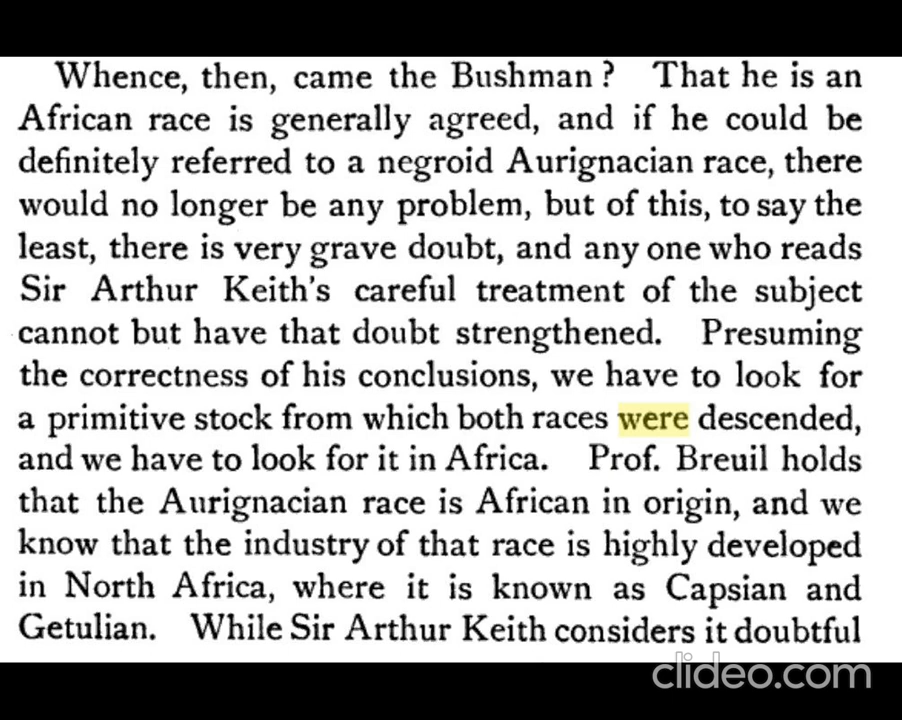 Whence, then, came the Bushman? That he is an
African race is generally agreed, and if he could be
definitely referred to a negroid Aurignacian race, there
would no longer be any problem, but of this, to say the
least, there is very grave doubt, and any one who reads
Sir Arthur Keith's careful treatment of the subject
cannot but have that doubt strengthened. Presuming
the correctness of his conclusions, we have to look for
a primitive stock from which both races were descended,
and we have to look for it in Africa. Prof. Breuil holds
that the Aurignacian race is African in origin, and we
know that the industry of that race is highly developed
in North Africa, where it is known as Capsian and
Getulian. While Sir Arthur Keith considers it doubtful
clideo.com